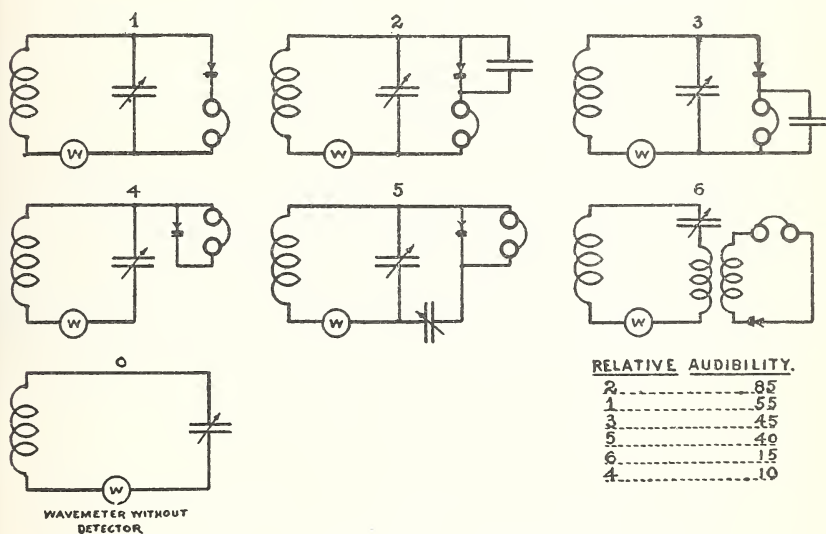 1
2
3
W
W
W
4
5
6
W
W
W
0
W
WAVEMETER WITHOUT
DETECTOR
RELATIVE AUDIBILITY.
2 85
1 55
3 45
5 40
6 15
4 10